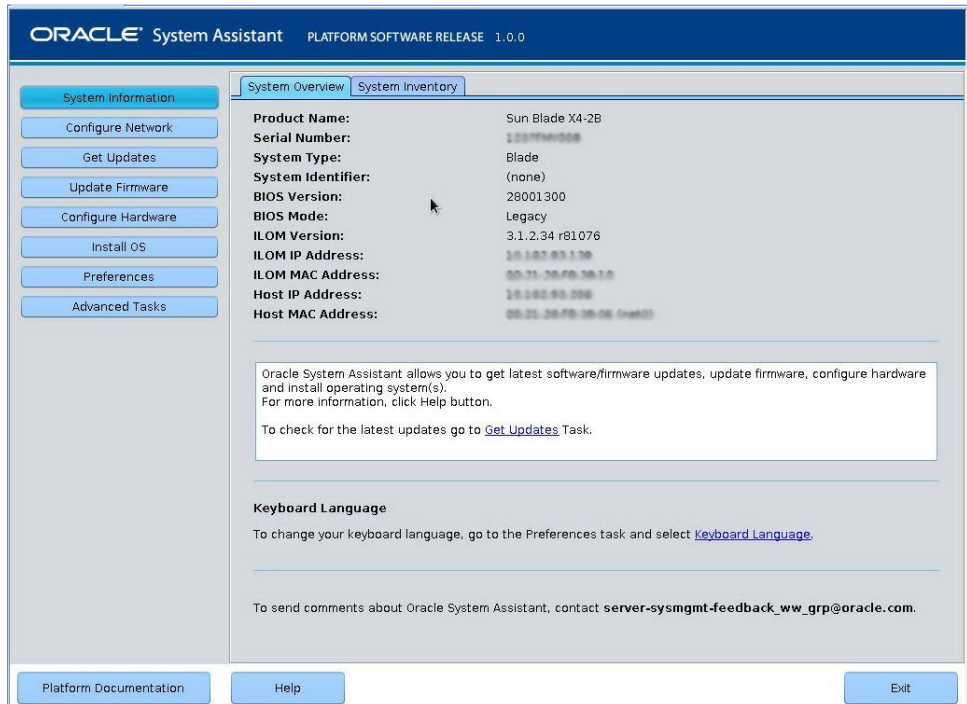 ORACLE System Assistant PLATFORM SOFTWARE RELEASE 1.0.0
System Information
Configure Network
Get Updates
Update Firmware
Configure Hardware
Install OS
Preferences
Advanced Tasks
System Overview System Inventory
Product Name: Sun Blade X4-2B
Serial Number:
System Type: Blade
System Identifier: (none)
BIOS Version: 28001300
BIOS Mode: Legacy
ILOM Version: 3.1.2.34 r81076
ILOM IP Address:
ILOM MAC Address:
Host IP Address:
Host MAC Address:
Oracle System Assistant allows you to get latest software/firmware updates, update firmware, configure hardware
and install operating system(s).
For more information, click Help button.
To check for the latest updates go to Get Updates Task.
Keyboard Language
To change your keyboard language, go to the Preferences task and select Keyboard Language.
To send comments about Oracle System Assistant, contact server-sysmgmt-feedback_ww_grp@oracle.com.
Platform Documentation Help Exit